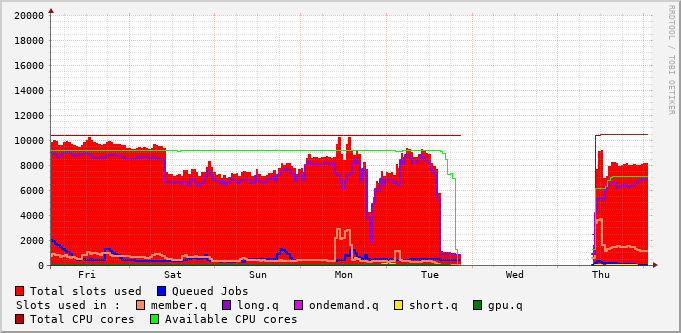 20000
18000
16000
14000
12000
10000
8000
6000
4000
2000
0
Fri Sat Sun Mon Tue Wed Thu
RRDTOOL / TOBI OETIKER
Total slots used Queued Jobs
Slots used in : member.q long.q ondemand.q short.q gpu.q
Total CPU cores Available CPU cores